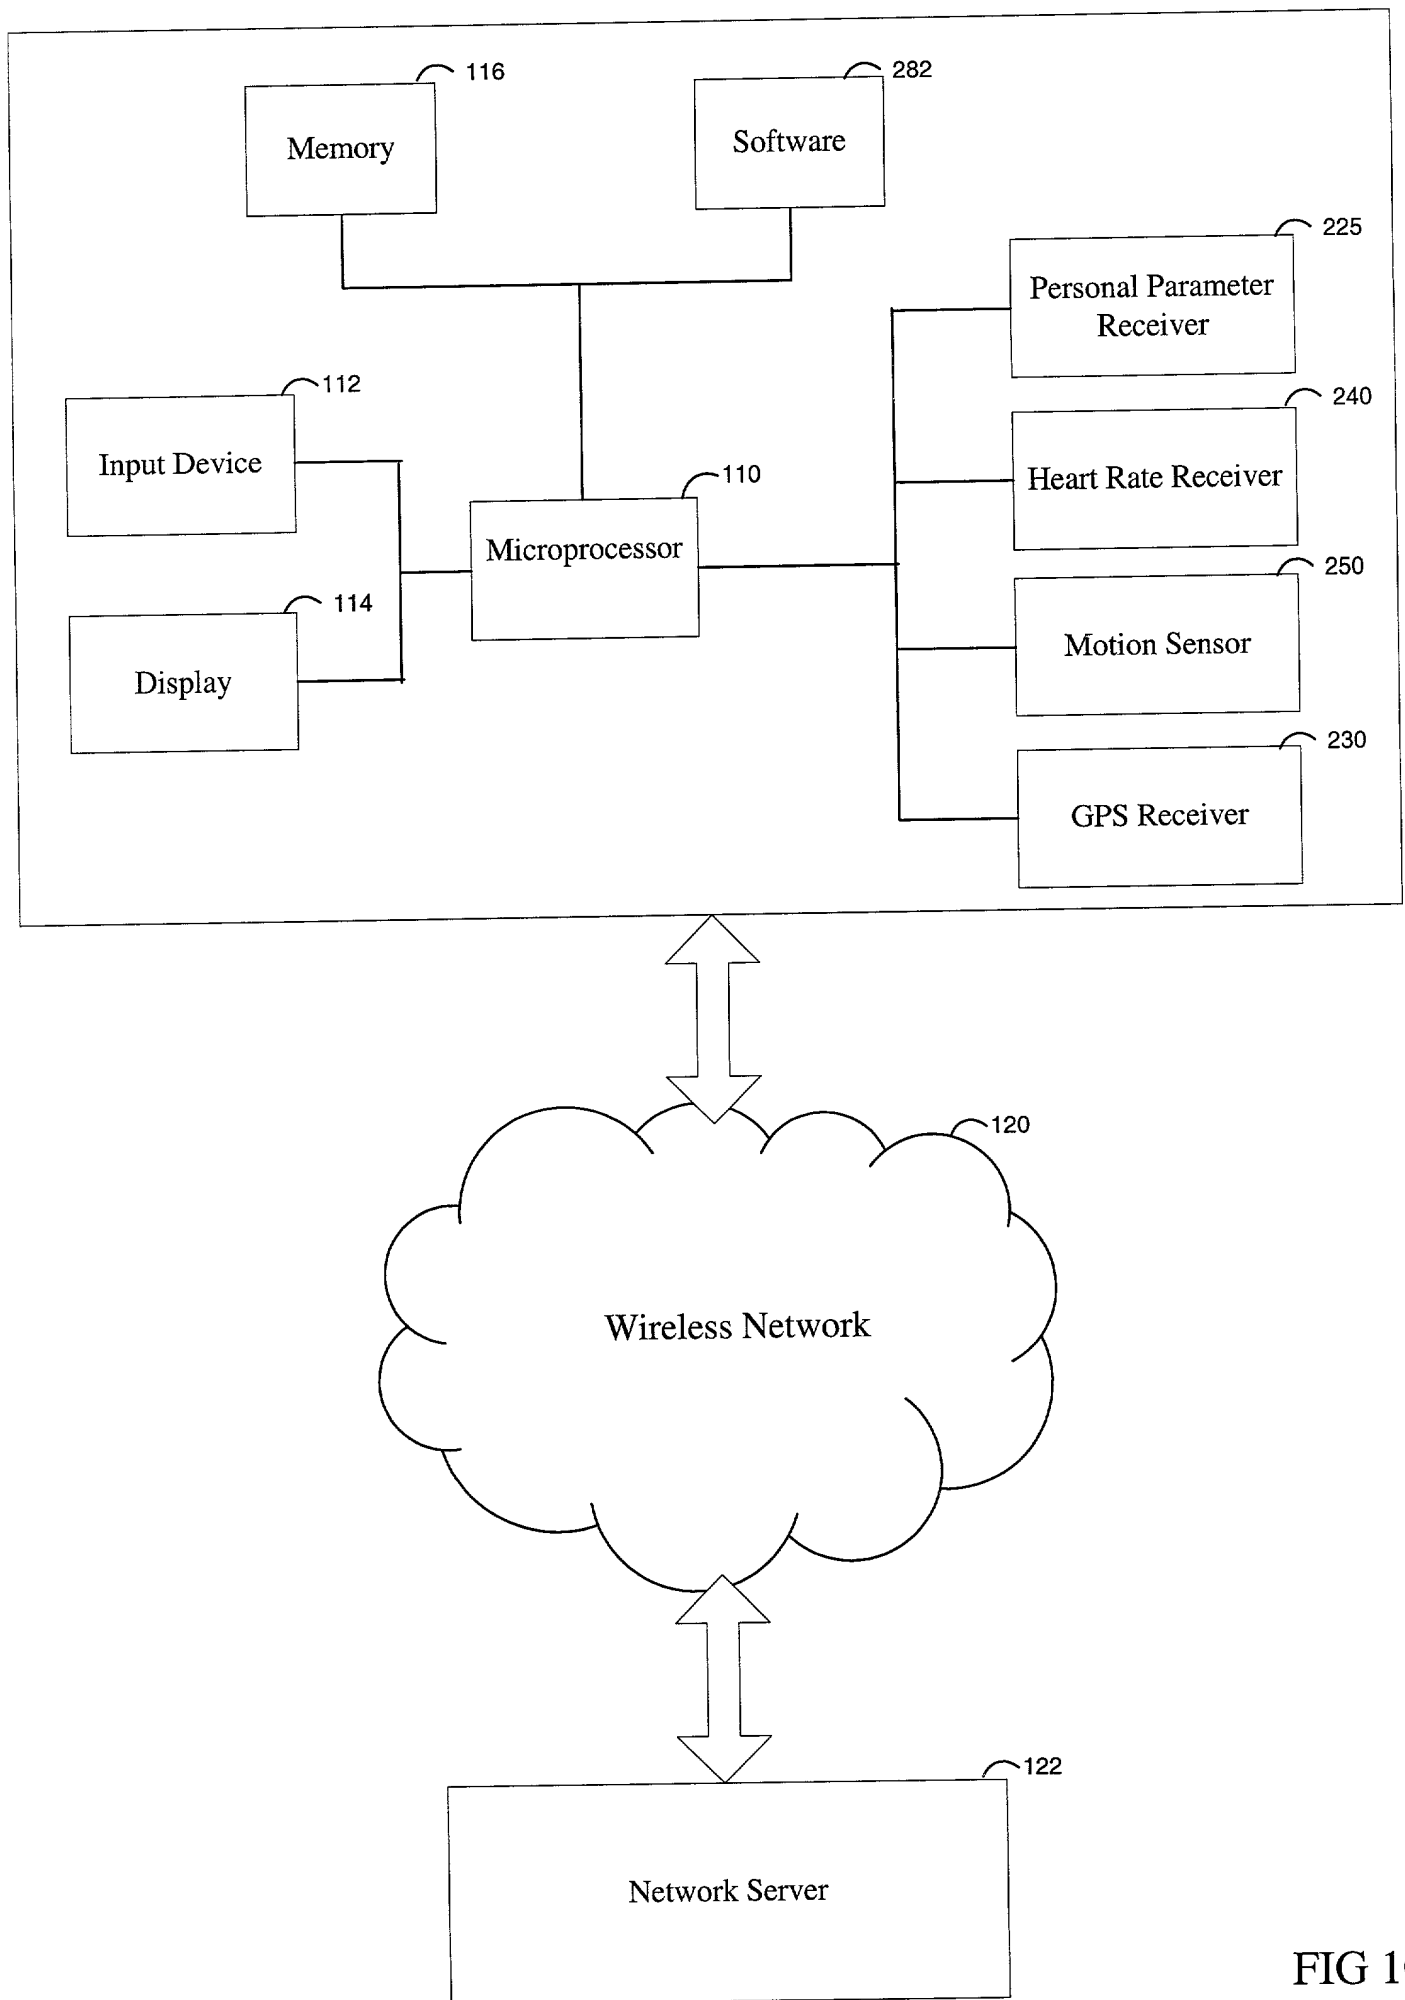 116
282
Memory
Software
225
Personal Parameter
Receiver
112
240
Input Device
Heart Rate Receiver
110
Microprocessor
250
114
Motion Sensor
Display
230
GPS Receiver
120
Wireless Network
122
Network Server
FIG